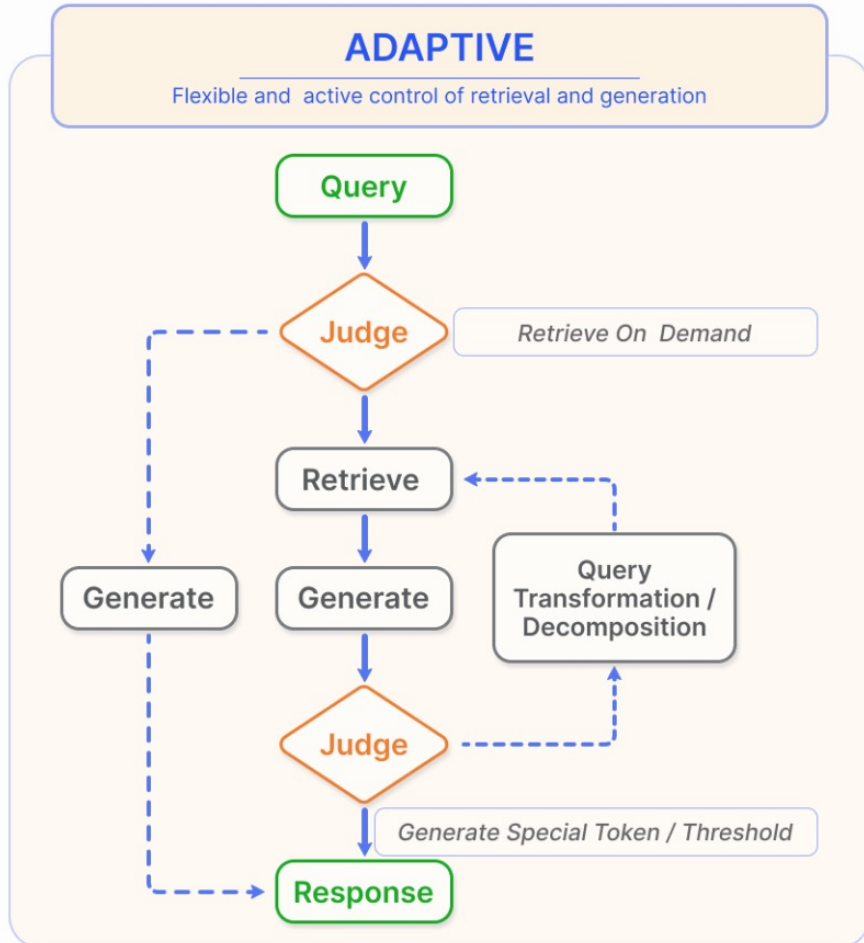 ADAPTIVE
Flexible and active control of retrieval and generation
Query
Judge
Retrieve On Demand
Retrieve
Generate
Generate
Query
Transformation /
Decomposition
Judge
Generate Special Token / Threshold
Response